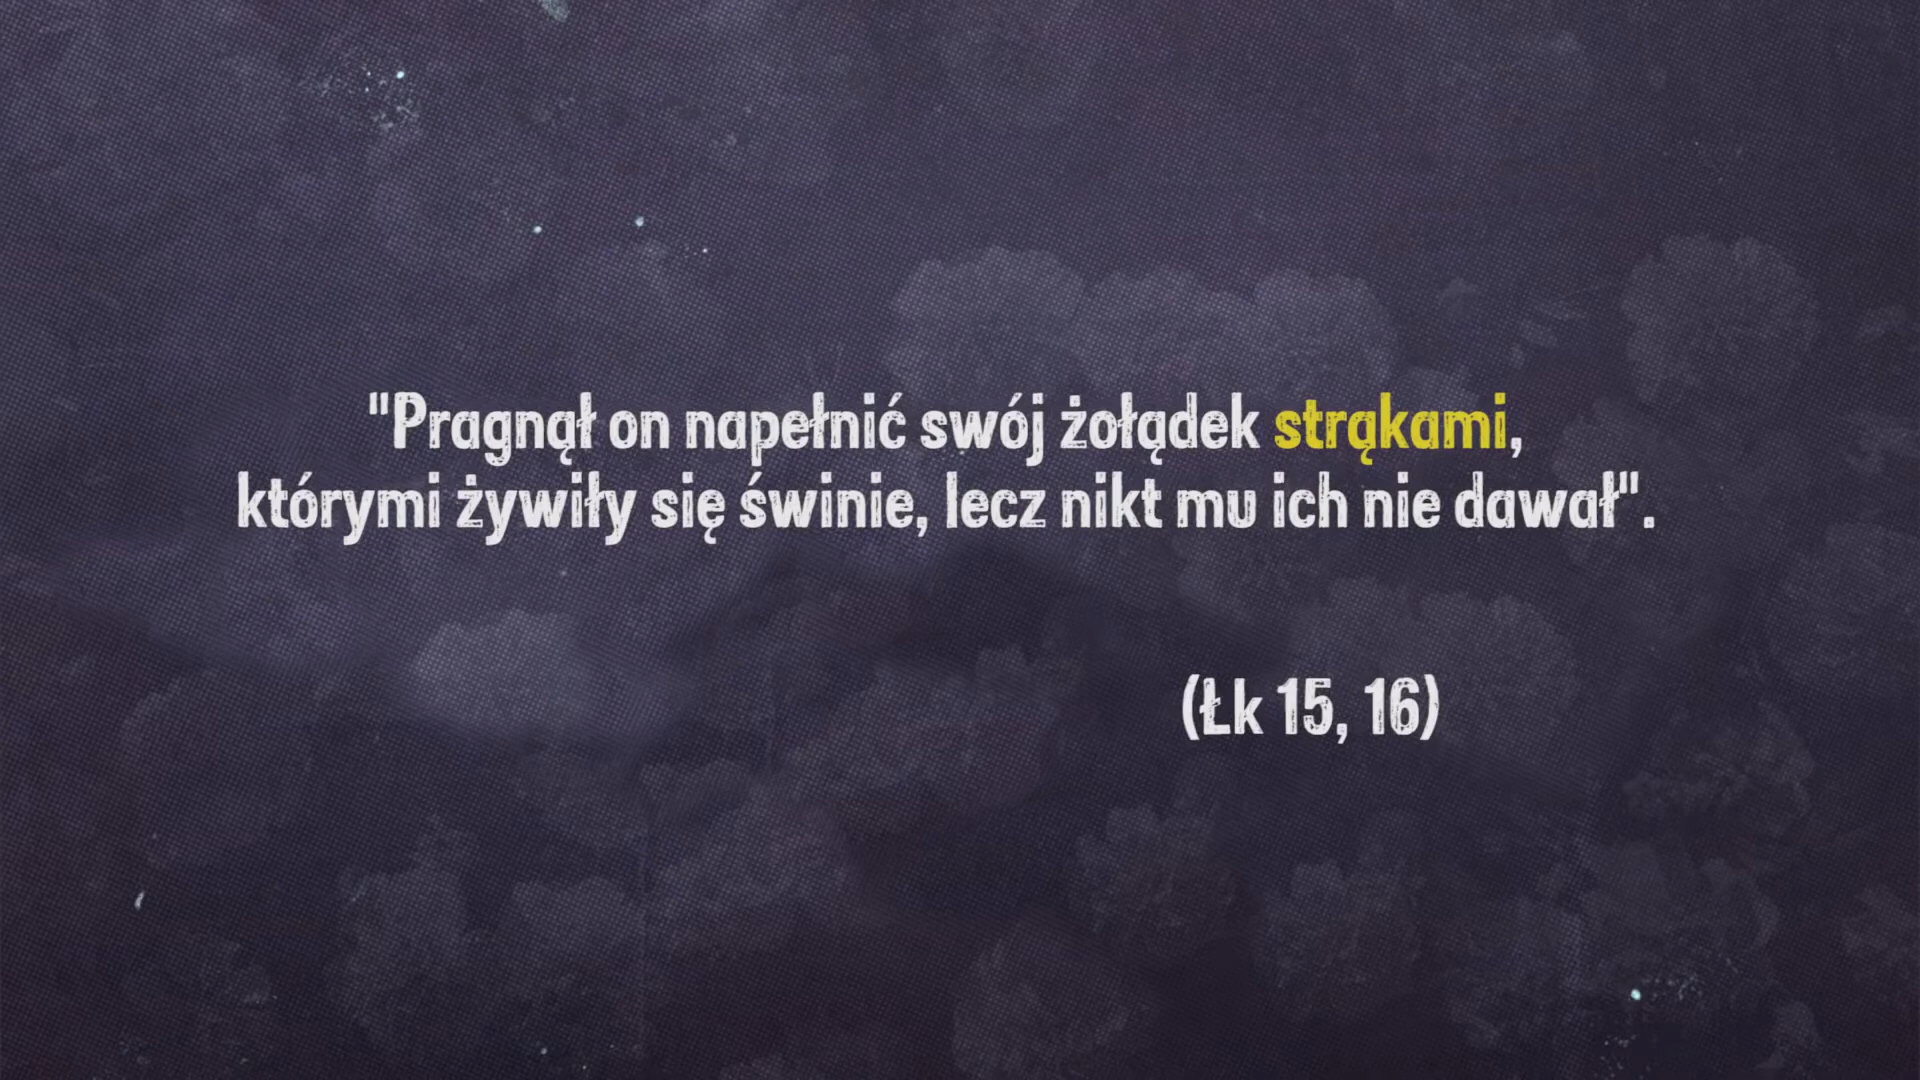 "Pragnął on napełnić swój żołądek strąkami,
którymi żywiły się świnie, lecz nikt mu ich nie dawał".
(Łk 15, 16)